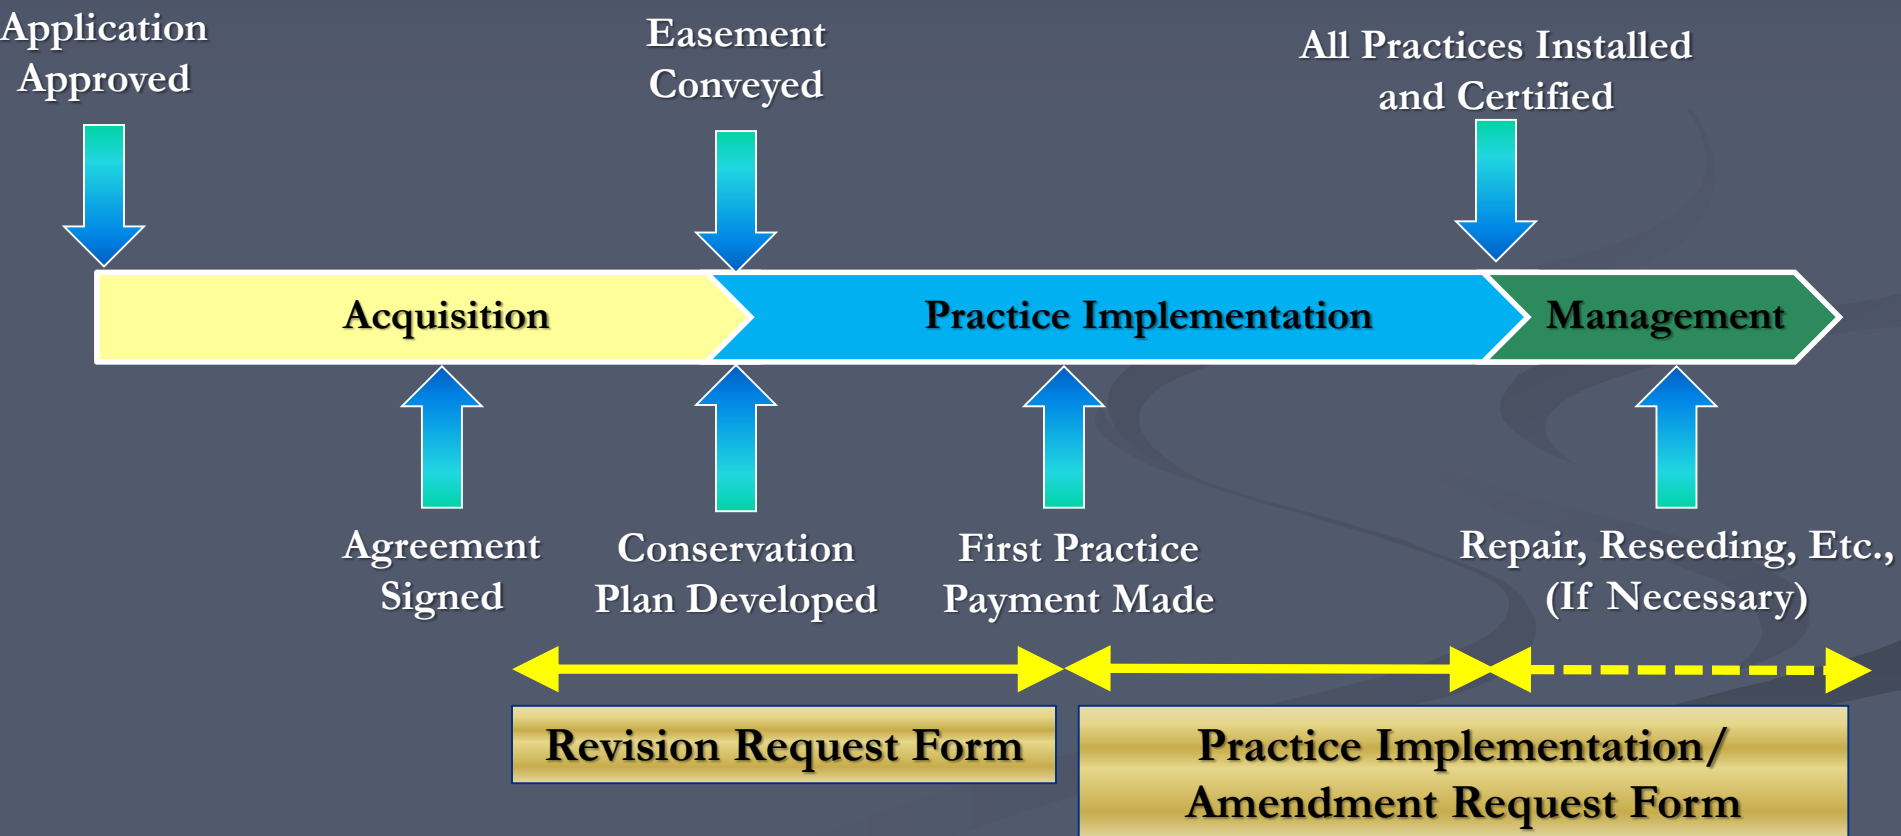 Application
Approved
Easement
Conveyed
All Practices Installed
and Certified
Acquisition
Practice Implementation
Management
Agreement
Signed
Conservation
Plan Developed
First Practice
Payment Made
Repair, Reseeding, Etc.,
(If Necessary)
Revision Request Form
Practice Implementation/
Amendment Request Form